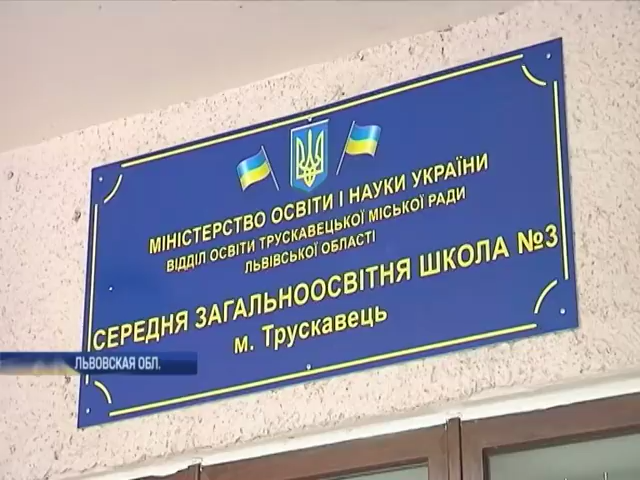 МІНІСТЕРСТВО ОСВІТИ І НАУКИ УКРАЇНИ
ВІДДІЛ ОСВІТИ ТРУСКАВЕЦЬКОЇ МІСЬКОЇ РАДИ
ЛЬВІВСЬКОЇ ОБЛАСТІ
СЕРЕДНЯ ЗАГАЛЬНООСВІТНЯ ШКОЛА №3
м. Трускавець
ЛЬВОВСКАЯ ОБЛ.